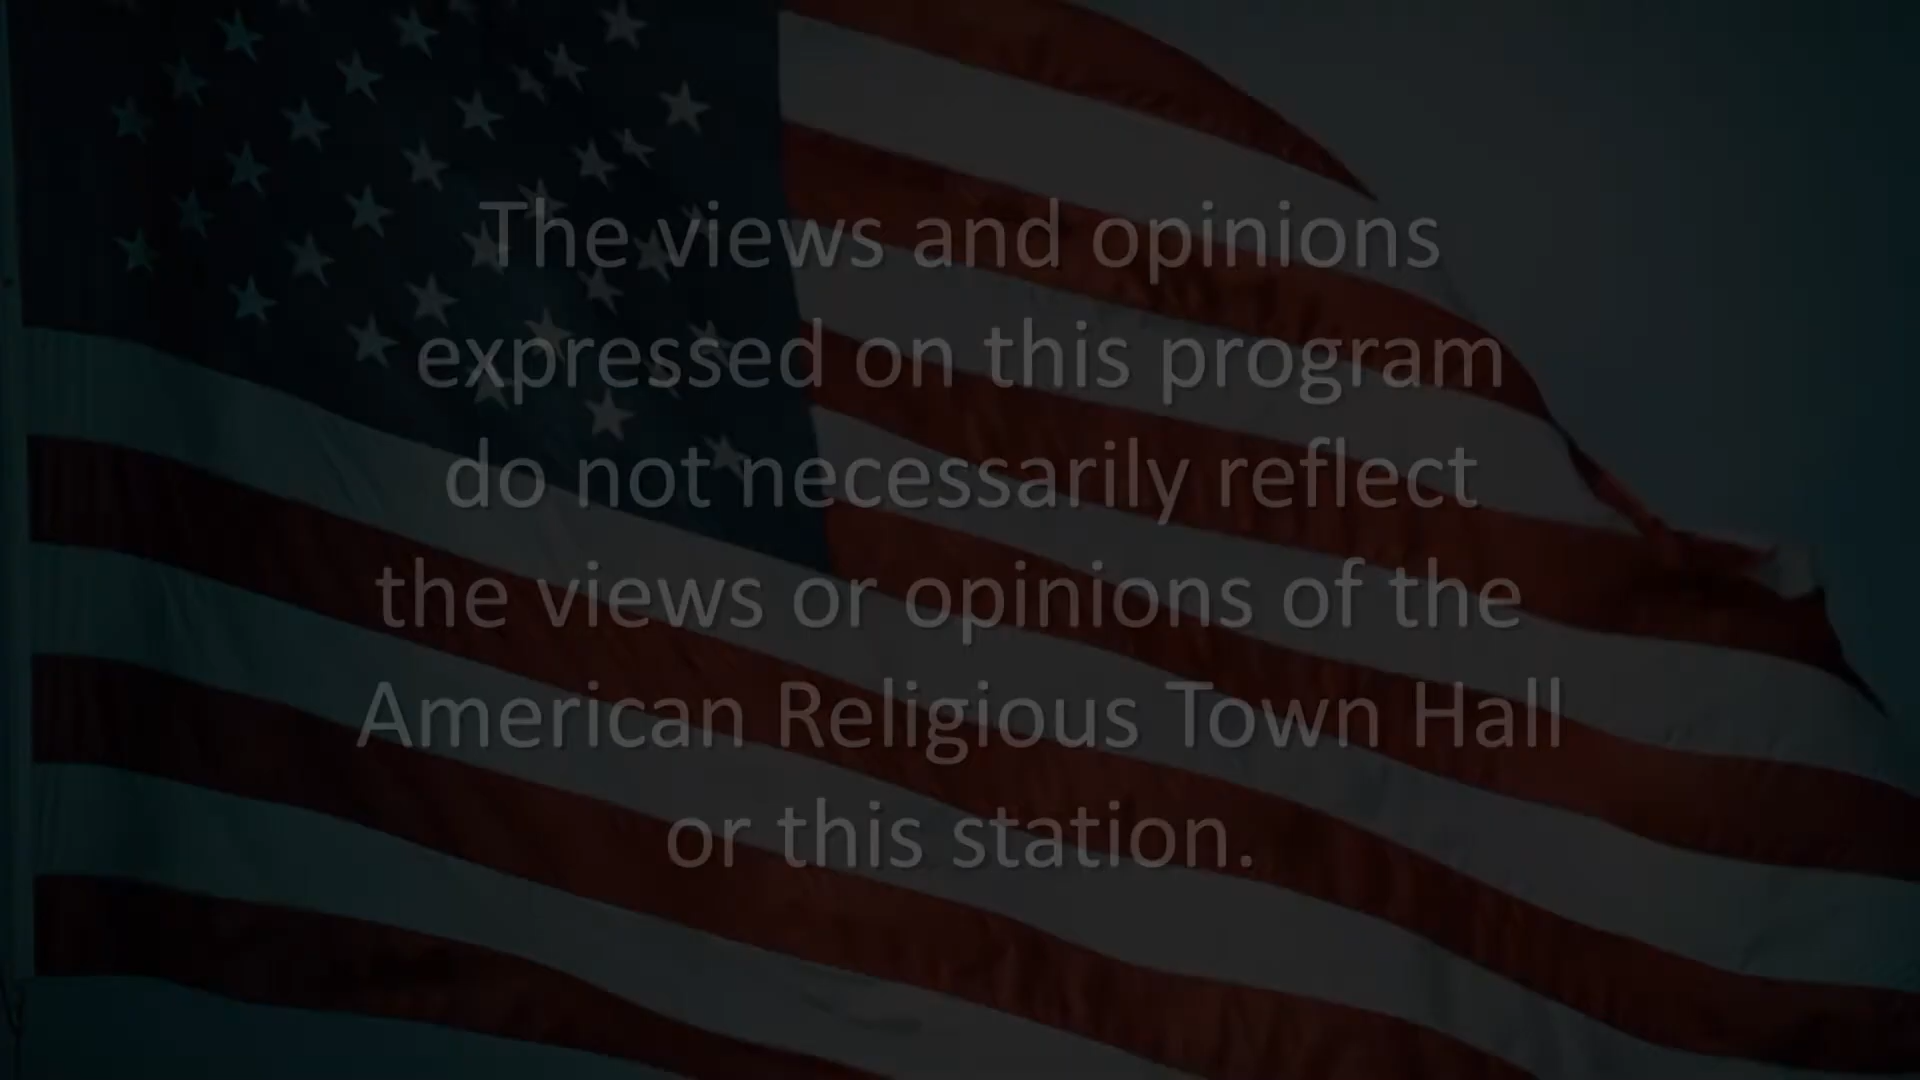 The views and opinions
expressed on this program
do not necessarily reflect
the views or opinions of the
American Religious Town Hall
or this station.